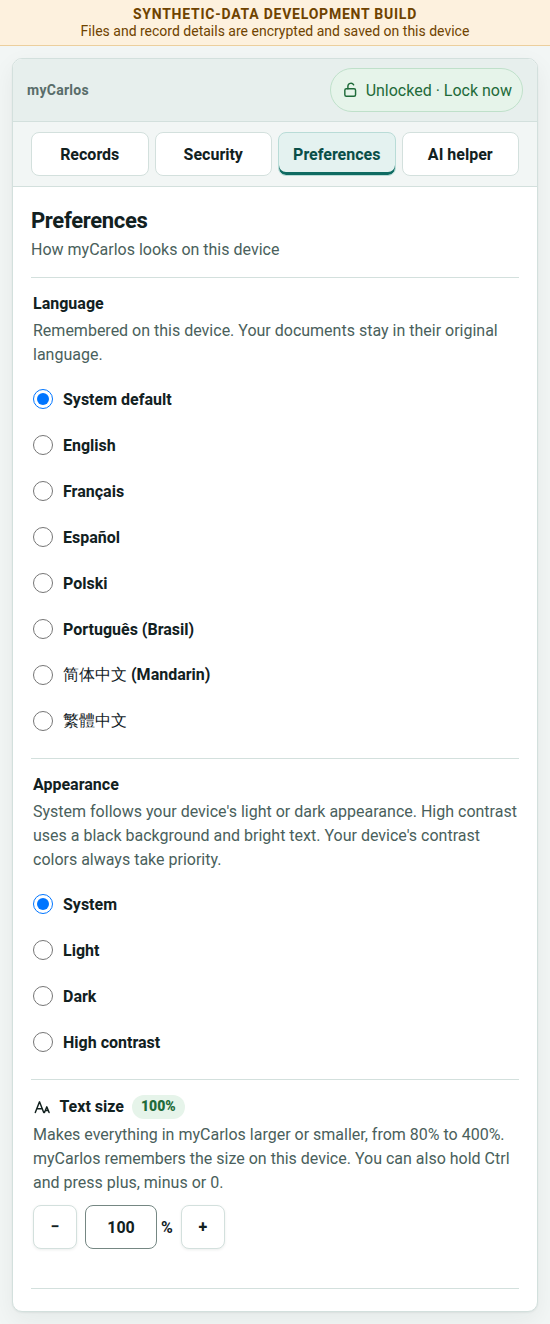 SYNTHETIC-DATA DEVELOPMENT BUILD
Files and record details are encrypted and saved on this device
myCarlos
Unlocked · Lock now
Records
Security
Preferences
AI helper
Preferences
How myCarlos looks on this device
Language
Remembered on this device. Your documents stay in their original
language.
System default
English
Français
Español
Polski
Português (Brasil)
简体中文 (Mandarin)
繁體中文
Appearance
System follows your device's light or dark appearance. High contrast
uses a black background and bright text. Your device's contrast
colors always take priority.
System
Light
Dark
High contrast
Text size 100%
Makes everything in myCarlos larger or smaller, from 80% to 400%.
myCarlos remembers the size on this device. You can also hold Ctrl
and press plus, minus or 0.
− 100 % +